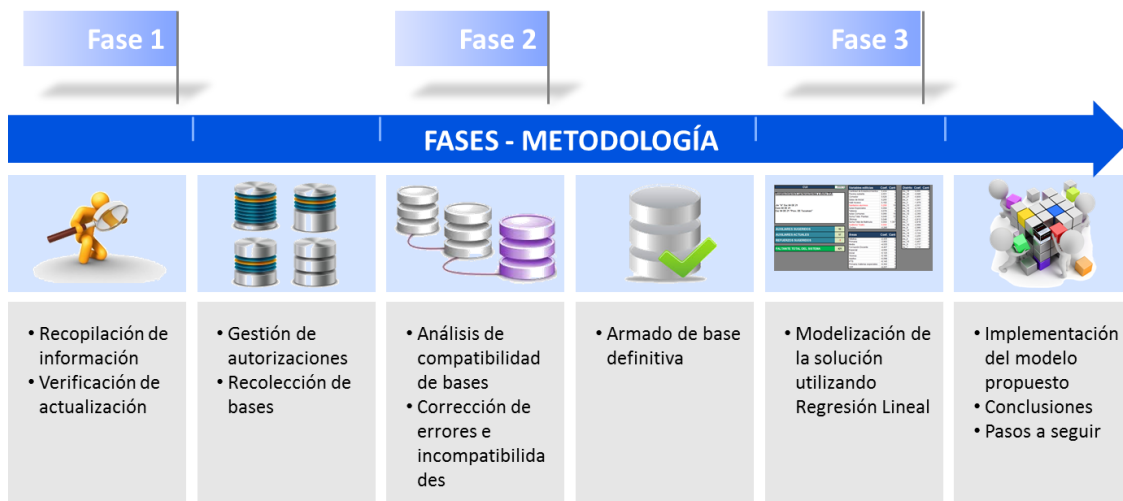 Fase 1
Fase 2
Fase 3
FASES - METODOLOGÍA
• Recopilación de
información
• Verificación de
actualización
• Gestión de
autorizaciones
• Recolección de
bases
• Análisis de
compatibilidad
de bases
• Corrección de
errores e
incompatibilida
des
• Armado de base
definitiva
• Modelización de
la solución
utilizando
Regresión Lineal
• Implementación
del modelo
propuesto
• Conclusiones
• Pasos a seguir